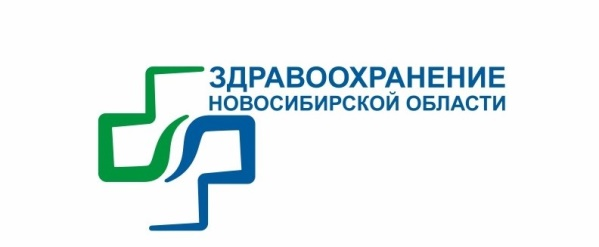 ЗДРАВООХРАНЕНИЕ
НОВОСИБИРСКОЙ ОБЛАСТИ